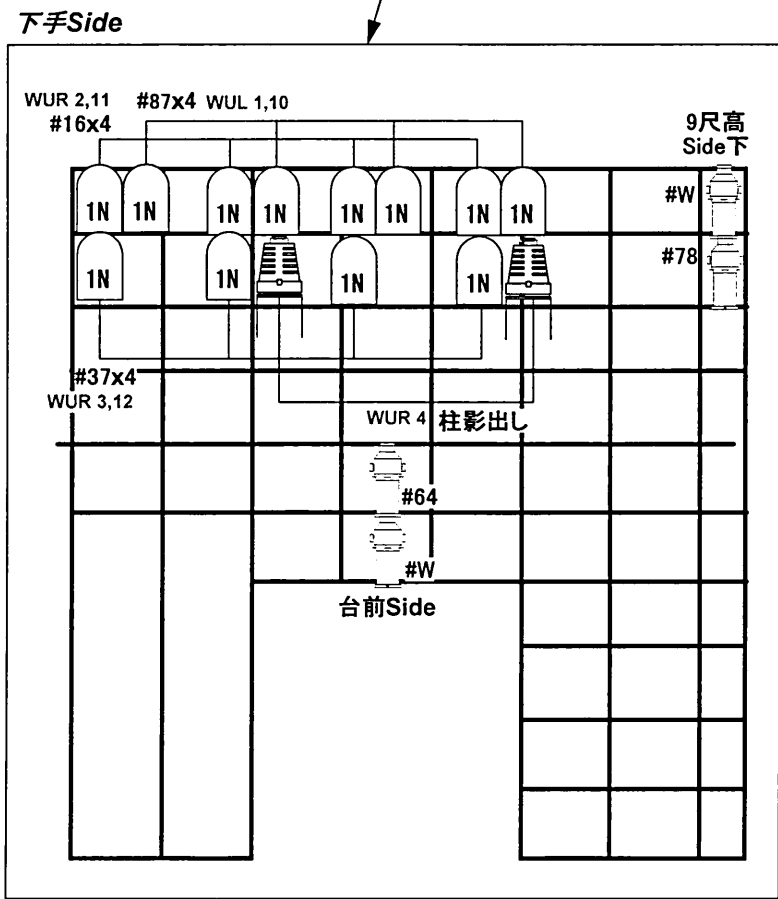 下手Side
WUR 2,11 #87x4 WUL 1,10
#16x4
9尺高
Side下
#W
1N 1N 1N 1N 1N 1N 1N 1N
#78
1N 1N 1N 1N
#37x4
WUR 3,12
WUR 4 柱影出し
#64
#W
台前Side